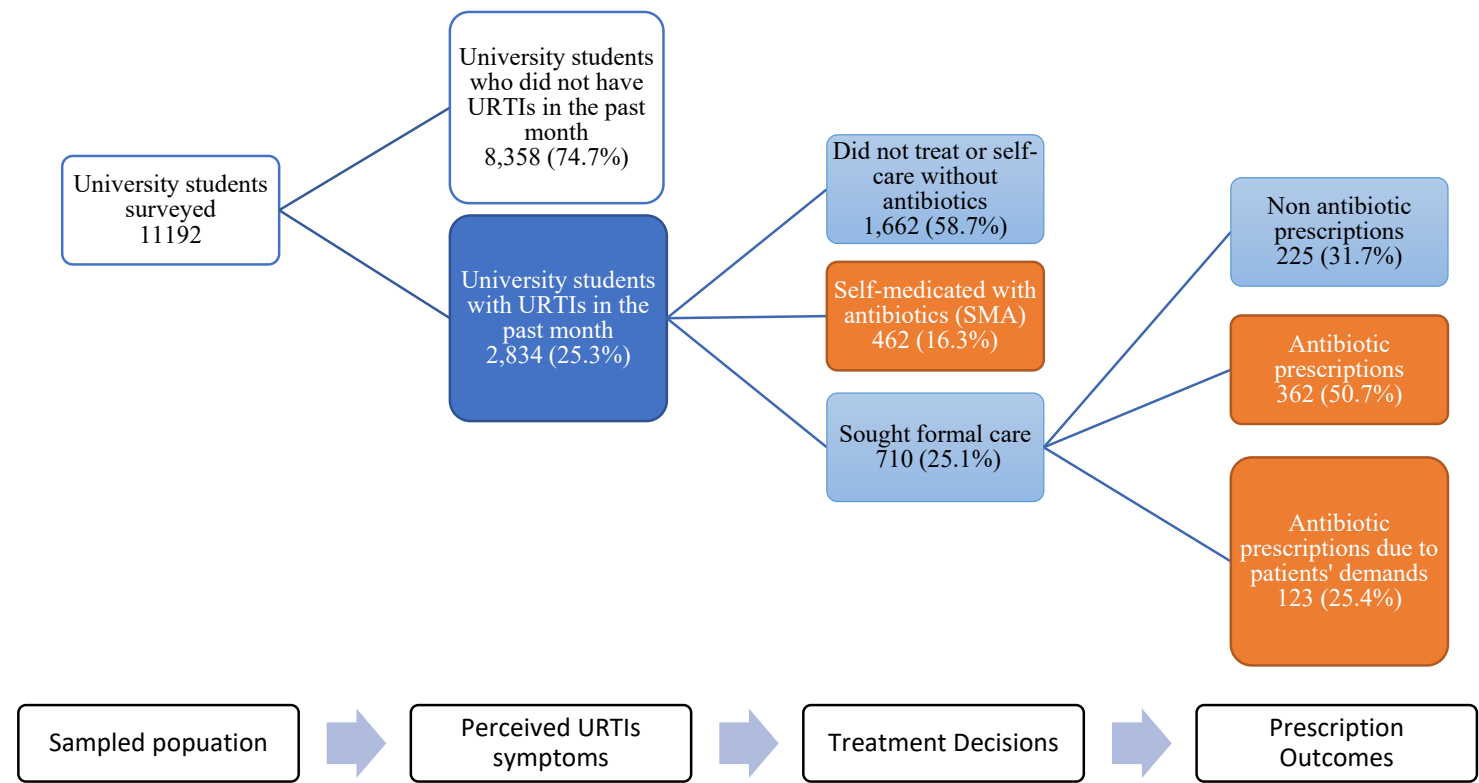 University students
surveyed
11192
University students
who did not have
URTIs in the past
month
8,358 (74.7%)
University students
with URTIs in the
past month
2,834 (25.3%)
Did not treat or self-
care without
antibiotics
1,662 (58.7%)
Self-medicated with
antibiotics (SMA)
462 (16.3%)
Sought formal care
710 (25.1%)
Non antibiotic
prescriptions
225 (31.7%)
Antibiotic
prescriptions
362 (50.7%)
Antibiotic
prescriptions due to
patients' demands
123 (25.4%)
Sampled popuation
Perceived URTIs
symptoms
Treatment Decisions
Prescription
Outcomes